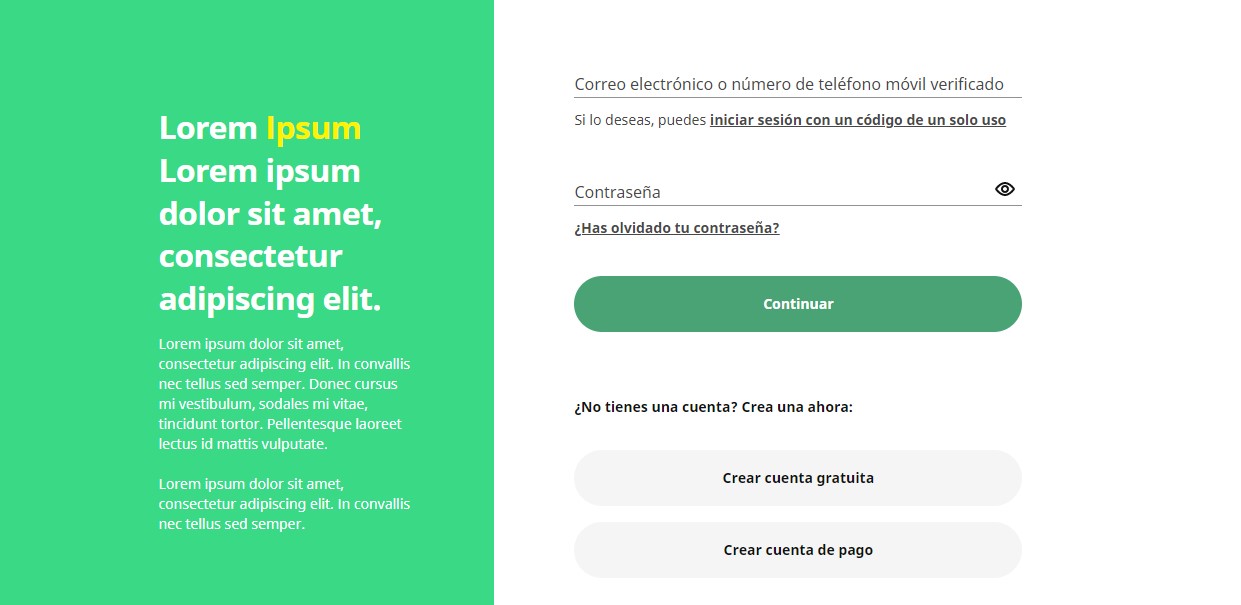 Lorem Ipsum
Lorem ipsum
dolor sit amet,
consectetur
adipiscing elit.
Lorem ipsum dolor sit amet,
consectetur adipiscing elit. In convallis
nec tellus sed semper. Donec cursus
mi vestibulum, sodales mi vitae,
tincidunt tortor. Pellentesque laoreet
lectus id mattis vulputate.
Lorem ipsum dolor sit amet,
consectetur adipiscing elit. In convallis
nec tellus sed semper.
Correo electrónico o número de teléfono móvil verificado
Si lo deseas, puedes iniciar sesión con un código de un solo uso
Contraseña
¿Has olvidado tu contraseña?
Continuar
¿No tienes una cuenta? Crea una ahora:
Crear cuenta gratuita
Crear cuenta de pago